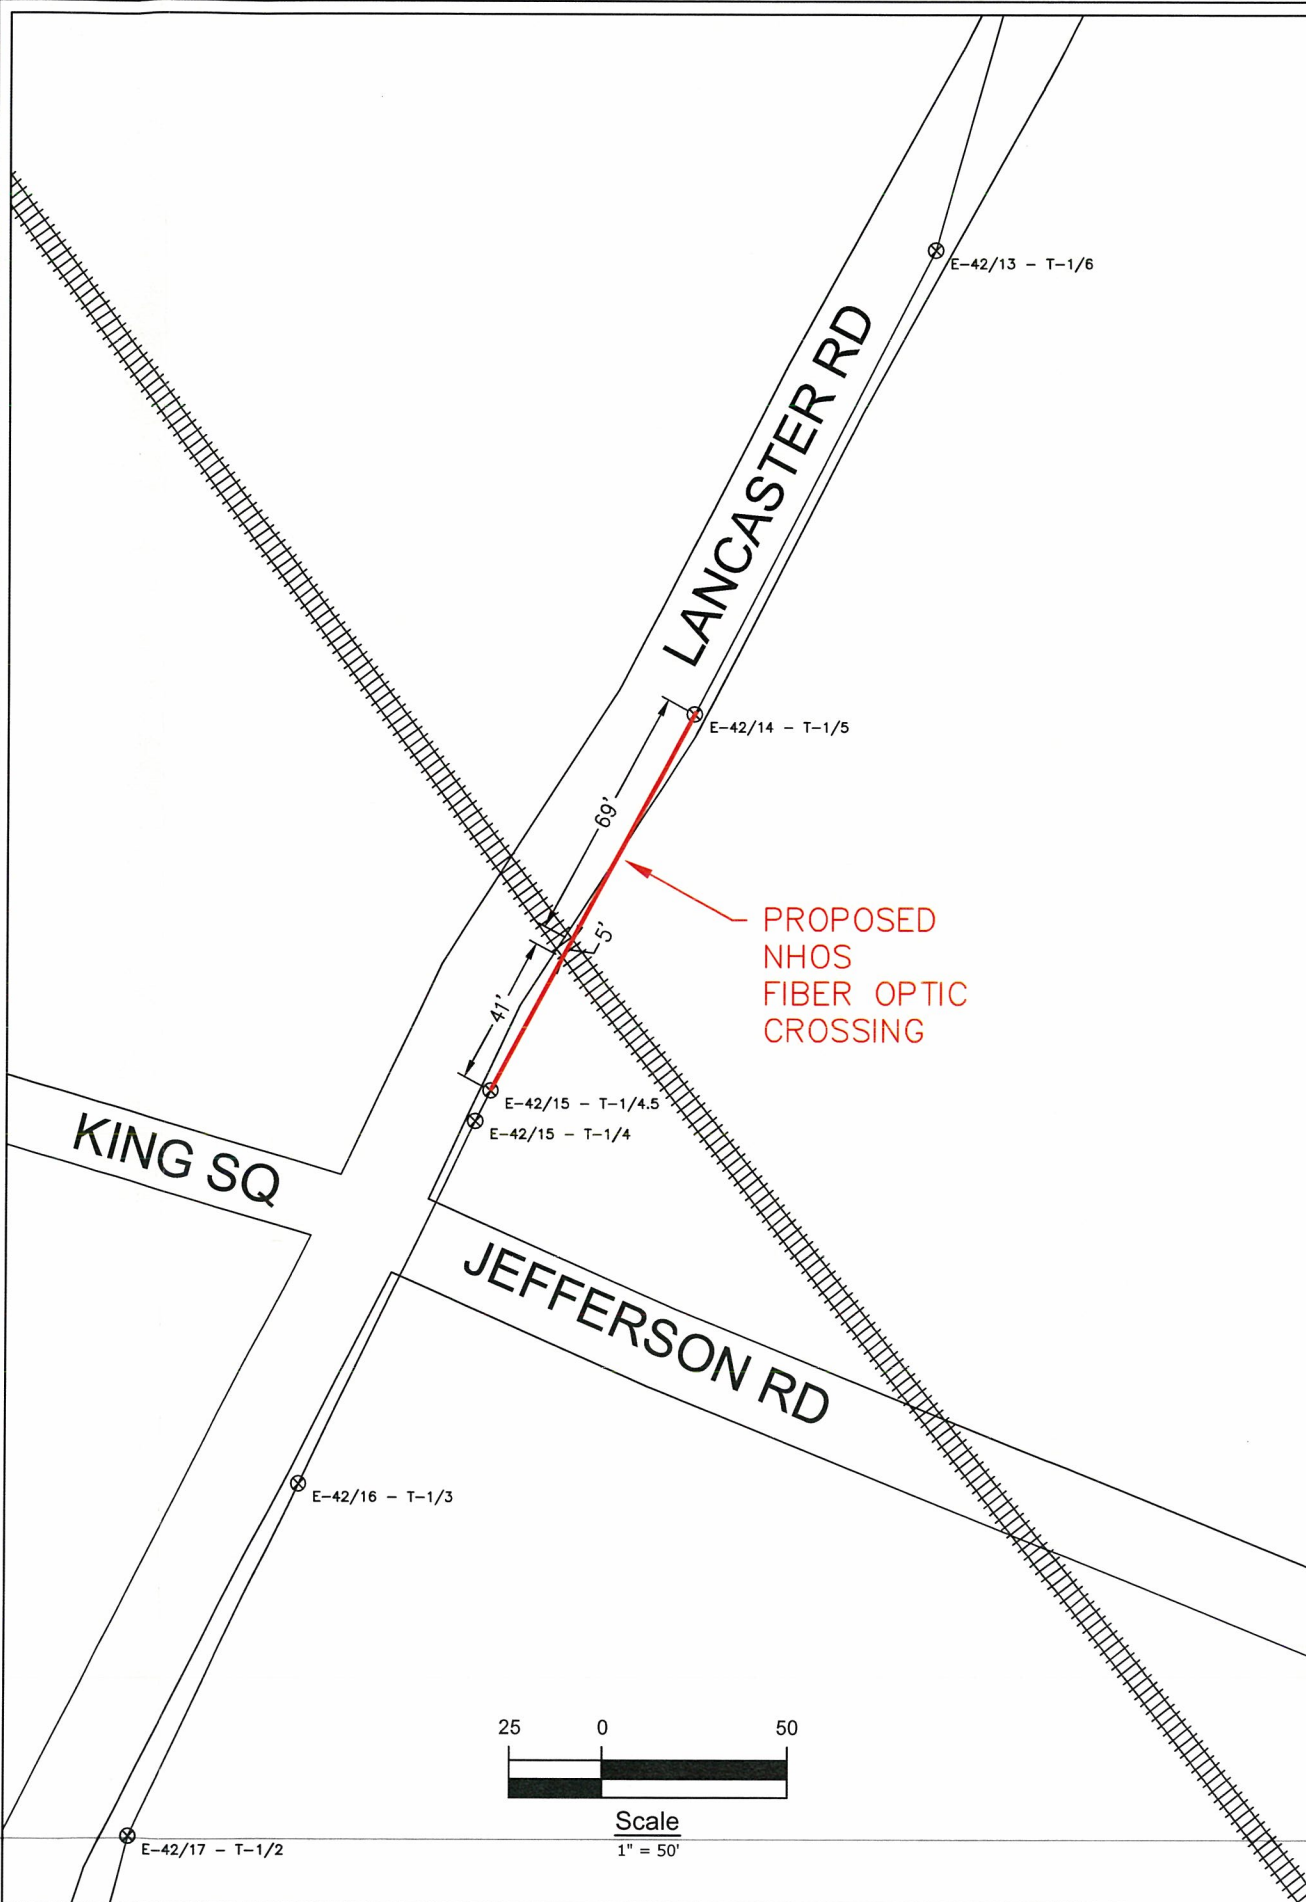 E-42/13 - T-1/6
LANCASTER RD
E-42/14 - T-1/5
69'
PROPOSED
NHOS
FIBER OPTIC
CROSSING
5'
41'
E-42/15 - T-1/4.5
E-42/15 - T-1/4
KING SQ
JEFFERSON RD
E-42/16 - T-1/3
25 0 50
Scale
1" = 50'
E-42/17 - T-1/2